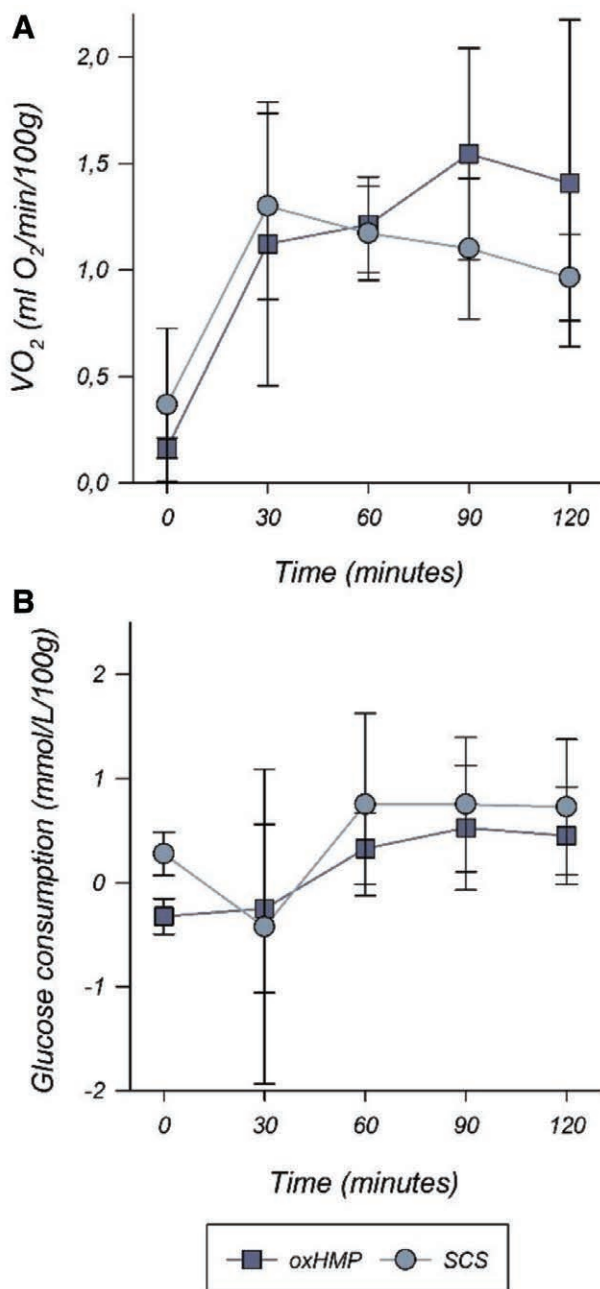 A
VO₂ (ml O₂/min/100g)
2,0
1,5
1,0
0,5
0,0
0 30 60 90 120
Time (minutes)
B
Glucose consumption (mmol/L/100g)
2
1
0
-1
-2
0 30 60 90 120
Time (minutes)
oxHMP SCS